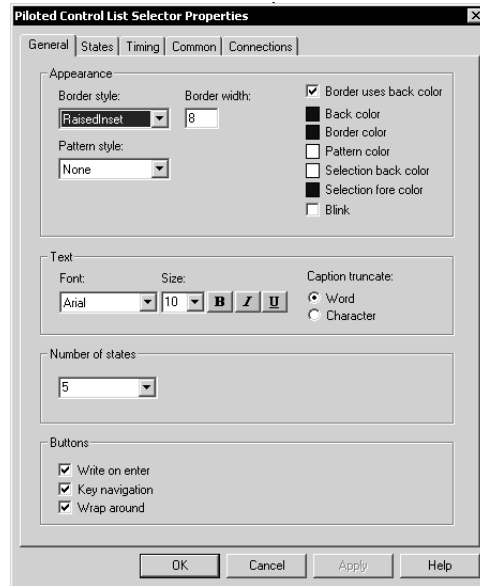 Piloted Control List Selector Properties
General States Timing Common Connections
Appearance
Border style: Border width:
RaisedInset 8
Pattern style:
None
Border uses back color
Back color
Border color
Pattern color
Selection back color
Selection fore color
Blink
Text
Font: Size:
Arial 10 B I U
Caption truncate:
Word
Character
Number of states
5
Buttons
Write on enter
Key navigation
Wrap around
OK Cancel Apply Help